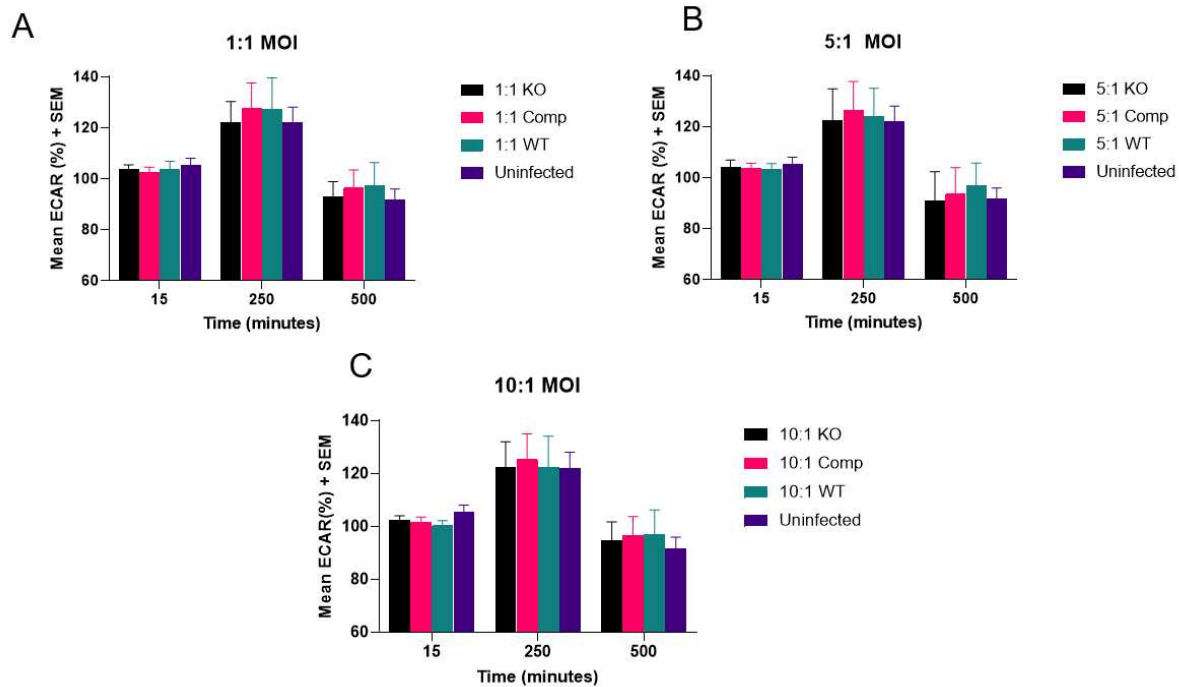 A
1:1 MOI
Mean ECAR (%) + SEM
140
120
100
80
60
15 250 500
Time (minutes)
1:1 KO
1:1 Comp
1:1 WT
Uninfected
B
5:1 MOI
Mean ECAR (%) + SEM
140
120
100
80
60
15 250 500
Time (minutes)
5:1 KO
5:1 Comp
5:1 WT
Uninfected
C
10:1 MOI
Mean ECAR(%) + SEM
140
120
100
80
60
15 250 500
Time (minutes)
10:1 KO
10:1 Comp
10:1 WT
Uninfected